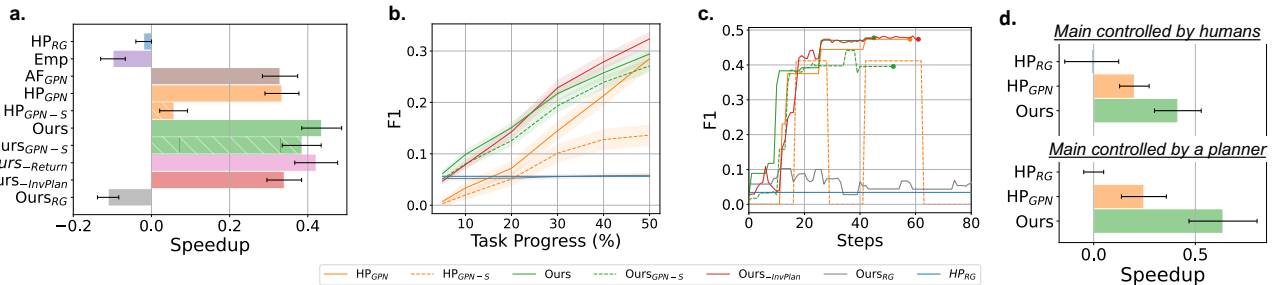 a.
HP_RG
Emp
AF_GPN
HP_GPN
HP_GPN-S
Ours
urs_GPN-S
urs_-Return
urs_-InvPlan
Ours_RG
−0.2 0.0 0.2 0.4
Speedup
b.
F1
0.3
0.2
0.1
0.0
10 20 30 40 50
Task Progress (%)
c.
F1
0.5
0.4
0.3
0.2
0.1
0.0
0 20 40 60 80
Steps
d.
Main controlled by humans
HP_RG
HP_GPN
Ours
Main controlled by a planner
HP_RG
HP_GPN
Ours
0.0 0.5
Speedup
HP_GPN HP_GPN-S Ours Ours_GPN-S Ours_-InvPlan Ours_RG HP_RG